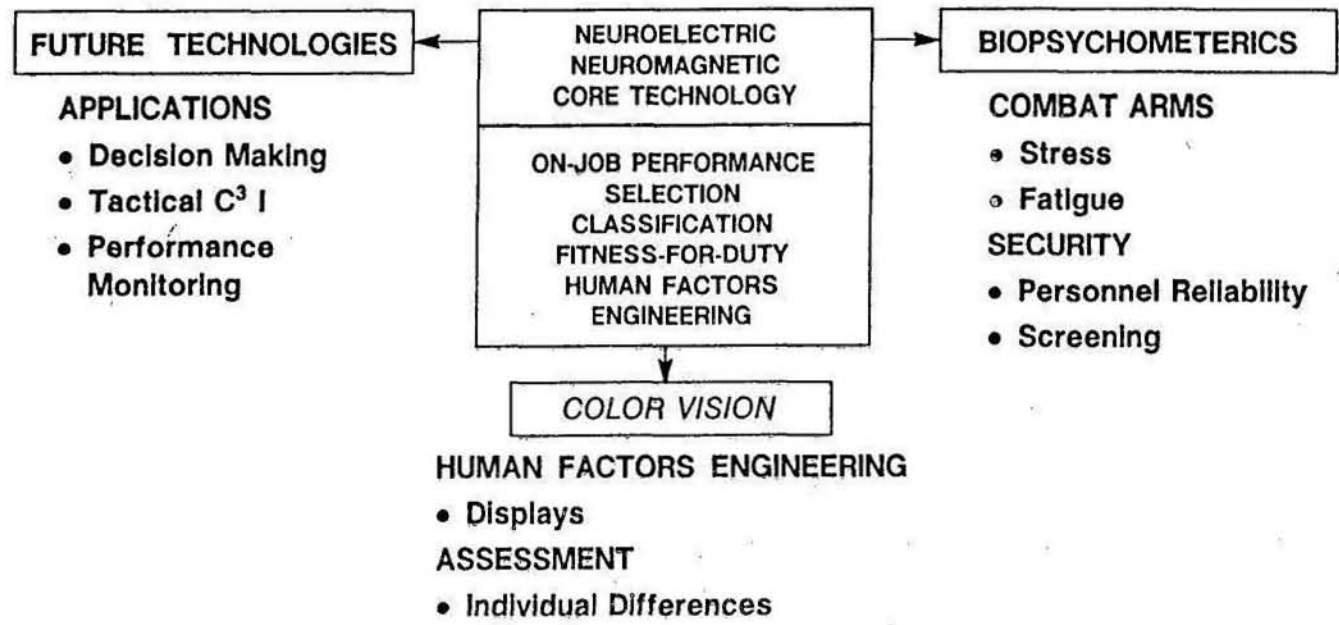 FUTURE TECHNOLOGIES
APPLICATIONS
• Decision Making
• Tactical C³ I
• Performance
Monitoring
NEUROELECTRIC
NEUROMAGNETIC
CORE TECHNOLOGY
ON-JOB PERFORMANCE
SELECTION
CLASSIFICATION
FITNESS-FOR-DUTY
HUMAN FACTORS
ENGINEERING
BIOPSYCHOMETERICS
COMBAT ARMS
• Stress
• Fatigue
SECURITY
• Personnel Reliability
• Screening
COLOR VISION
HUMAN FACTORS ENGINEERING
• Displays
ASSESSMENT
• Individual Differences